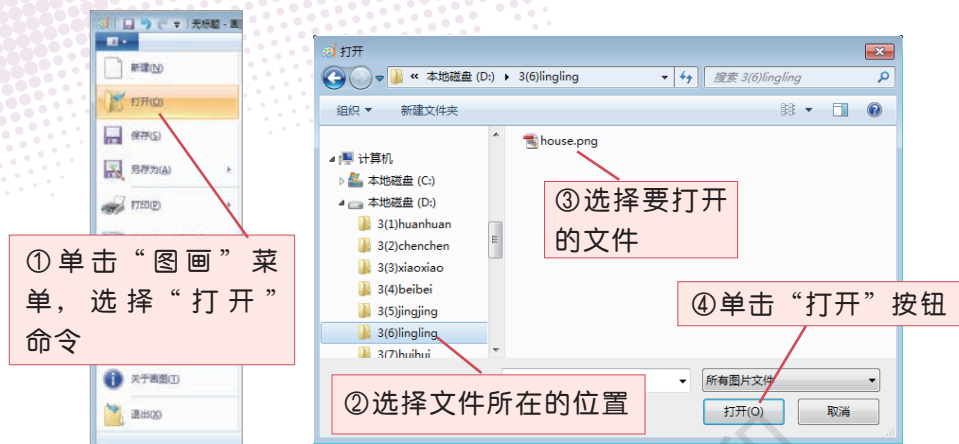 无标题 - 画
新建(N)
打开(O)
保存(S)
另存为(A)
打印(P)
①单击“图画”菜
单，选择“打开”
命令
关于画图(T)
退出(X)
打开
« 本地磁盘 (D:) ▸ 3(6)lingling
搜索 3(6)lingling
组织 ▼ 新建文件夹
计算机
本地磁盘 (C:)
本地磁盘 (D:)
3(1)huanhuan
3(2)chenchen
3(3)xiaoxiao
3(4)beibei
3(5)jingjing
3(6)lingling
3(7)huihui
house.png
③选择要打开
的文件
④单击“打开”按钮
②选择文件所在的位置
所有图片文件
打开(O) 取消